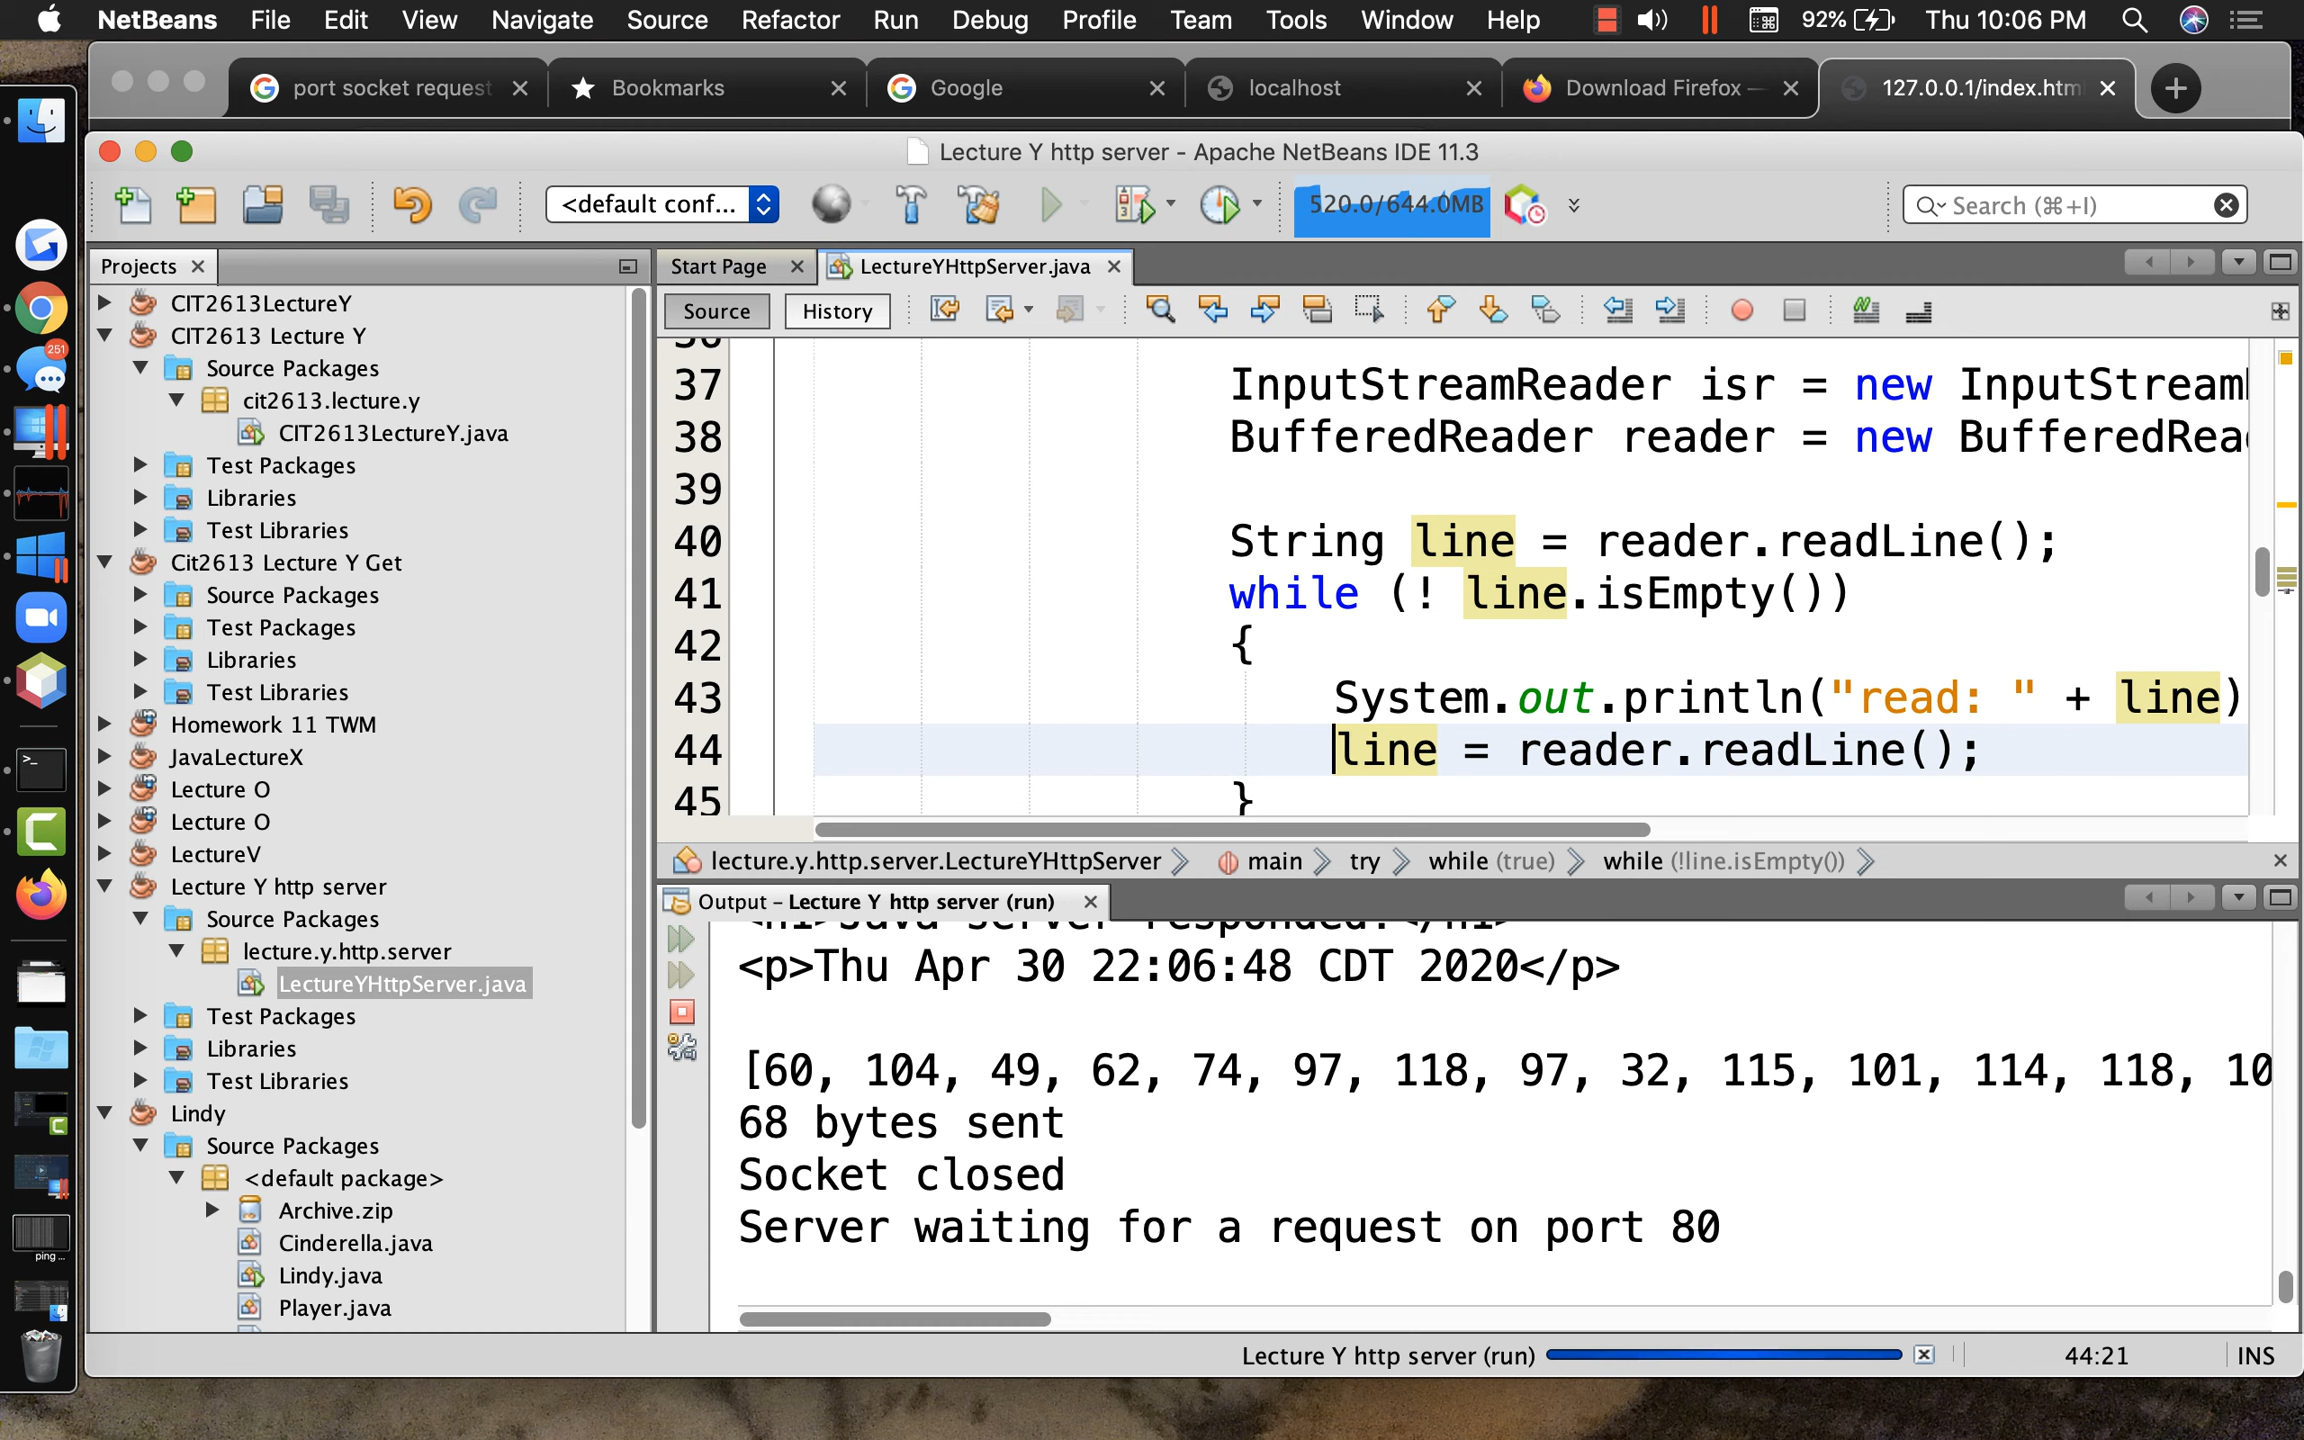 NetBeans File Edit View Navigate Source Refactor Run Debug Profile Team Tools Window Help 92% Thu 10:06 PM
port socket request Bookmarks Google localhost Download Firefox — 127.0.0.1/index.htm
Lecture Y http server - Apache NetBeans IDE 11.3
<default conf... 520.0/644.0MB Search (⌘+I)
Projects
CIT2613LectureY
CIT2613 Lecture Y
Source Packages
cit2613.lecture.y
CIT2613LectureY.java
Test Packages
Libraries
Test Libraries
Cit2613 Lecture Y Get
Source Packages
Test Packages
Libraries
Test Libraries
Homework 11 TWM
JavaLectureX
Lecture O
Lecture O
LectureV
Lecture Y http server
Source Packages
lecture.y.http.server
LectureYHttpServer.java
Test Packages
Libraries
Test Libraries
Lindy
Source Packages
<default package>
Archive.zip
Cinderella.java
Lindy.java
Player.java
251
ping ...
Start Page LectureYHttpServer.java
Source History
36
37 InputStreamReader isr = new InputStream
38 BufferedReader reader = new BufferedRea
39
40 String line = reader.readLine();
41 while (! line.isEmpty())
42 {
43 System.out.println("read: " + line)
44 line = reader.readLine();
45 }
lecture.y.http.server.LectureYHttpServer main try while (true) while (!line.isEmpty())
Output – Lecture Y http server (run)
<h1>Java server responded!</h1>
<p>Thu Apr 30 22:06:48 CDT 2020</p>
[60, 104, 49, 62, 74, 97, 118, 97, 32, 115, 101, 114, 118, 10
68 bytes sent
Socket closed
Server waiting for a request on port 80
Lecture Y http server (run) 44:21 INS